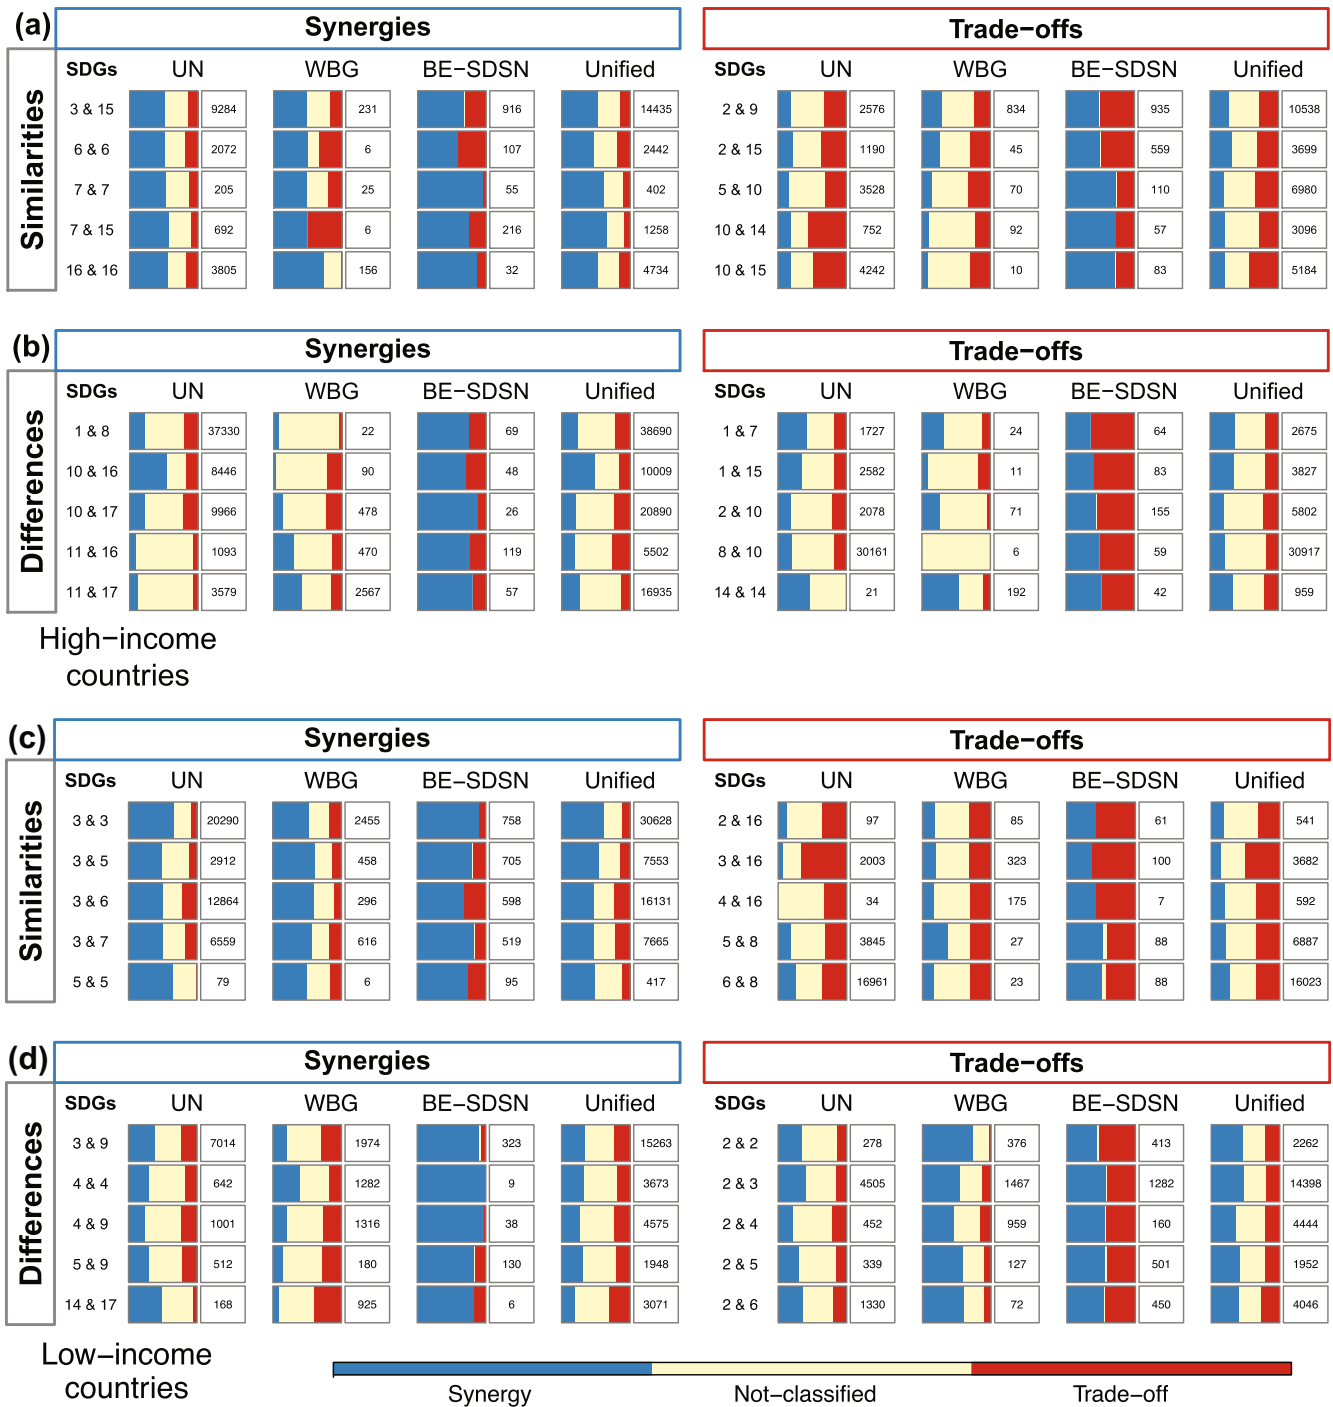 (a) Synergies Trade−offs
Similarities
SDGs UN WBG BE−SDSN Unified SDGs UN WBG BE−SDSN Unified
3 & 15 9284 231 916 14435 2 & 9 2576 834 935 10538
6 & 6 2072 6 107 2442 2 & 15 1190 45 559 3699
7 & 7 205 25 55 402 5 & 10 3528 70 110 6980
7 & 15 692 6 216 1258 10 & 14 752 92 57 3096
16 & 16 3805 156 32 4734 10 & 15 4242 10 83 5184
(b) Synergies Trade−offs
Differences
SDGs UN WBG BE−SDSN Unified SDGs UN WBG BE−SDSN Unified
1 & 8 37330 22 69 38690 1 & 7 1727 24 64 2675
10 & 16 8446 90 48 10009 1 & 15 2582 11 83 3827
10 & 17 9966 478 26 20890 2 & 10 2078 71 155 5802
11 & 16 1093 470 119 5502 8 & 10 30161 6 59 30917
11 & 17 3579 2567 57 16935 14 & 14 21 192 42 959
High−income
countries
(c) Synergies Trade−offs
Similarities
SDGs UN WBG BE−SDSN Unified SDGs UN WBG BE−SDSN Unified
3 & 3 20290 2455 758 30628 2 & 16 97 85 61 541
3 & 5 2912 458 705 7553 3 & 16 2003 323 100 3682
3 & 6 12864 296 598 16131 4 & 16 34 175 7 592
3 & 7 6559 616 519 7665 5 & 8 3845 27 88 6887
5 & 5 79 6 95 417 6 & 8 16961 23 88 16023
(d) Synergies Trade−offs
Differences
SDGs UN WBG BE−SDSN Unified SDGs UN WBG BE−SDSN Unified
3 & 9 7014 1974 323 15263 2 & 2 278 376 413 2262
4 & 4 642 1282 9 3673 2 & 3 4505 1467 1282 14398
4 & 9 1001 1316 38 4575 2 & 4 452 959 160 4444
5 & 9 512 180 130 1948 2 & 5 339 127 501 1952
14 & 17 168 925 6 3071 2 & 6 1330 72 450 4046
Low−income
countries
Synergy Not−classified Trade−off